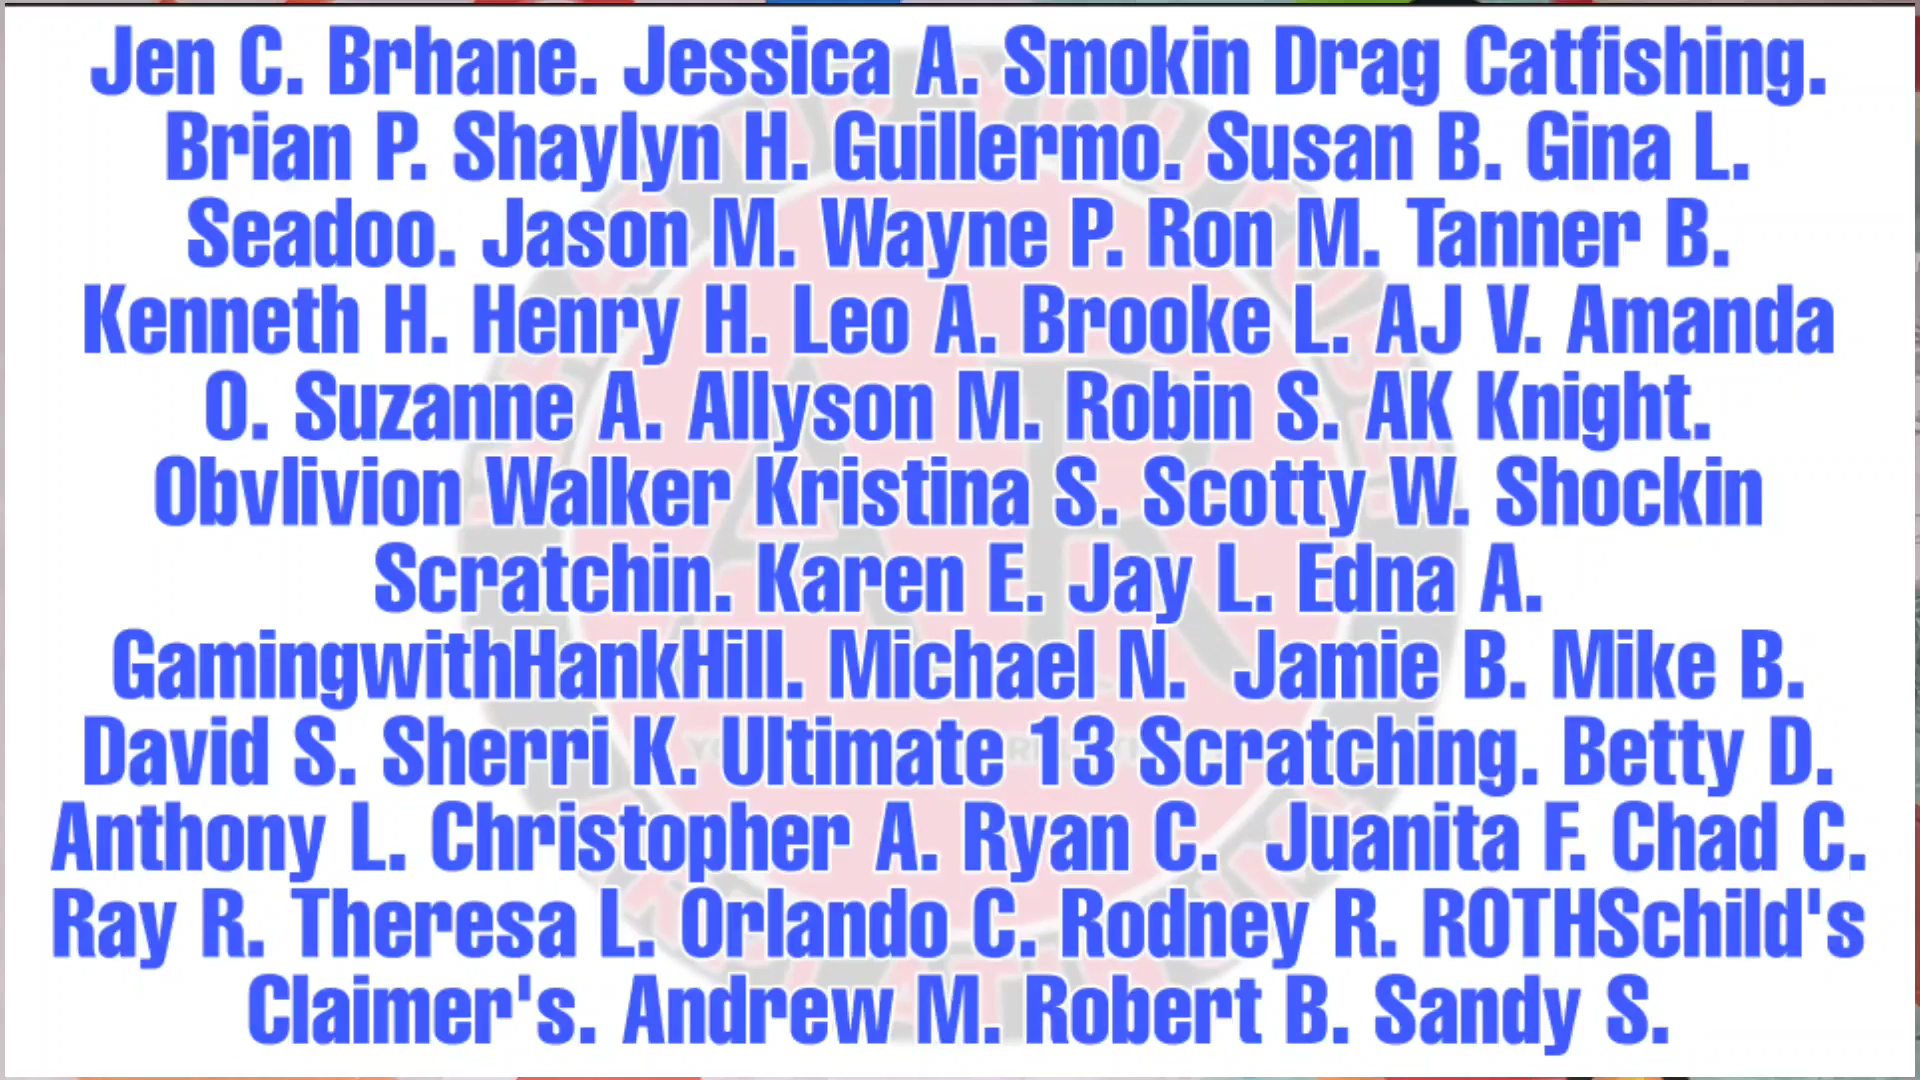 Jen C. Brhane. Jessica A. Smokin Drag Catfishing.
Brian P. Shaylyn H. Guillermo. Susan B. Gina L.
Seadoo. Jason M. Wayne P. Ron M. Tanner B.
Kenneth H. Henry H. Leo A. Brooke L. AJ V. Amanda
O. Suzanne A. Allyson M. Robin S. AK Knight.
Obvlivion Walker Kristina S. Scotty W. Shockin
Scratchin. Karen E. Jay L. Edna A.
GamingwithHankHill. Michael N.  Jamie B. Mike B.
David S. Sherri K. Ultimate 13 Scratching. Betty D.
Anthony L. Christopher A. Ryan C.  Juanita F. Chad C.
Ray R. Theresa L. Orlando C. Rodney R. ROTHSchild's
Claimer's. Andrew M. Robert B. Sandy S.